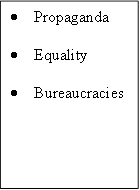 • Propaganda
• Equality
• Bureaucracies